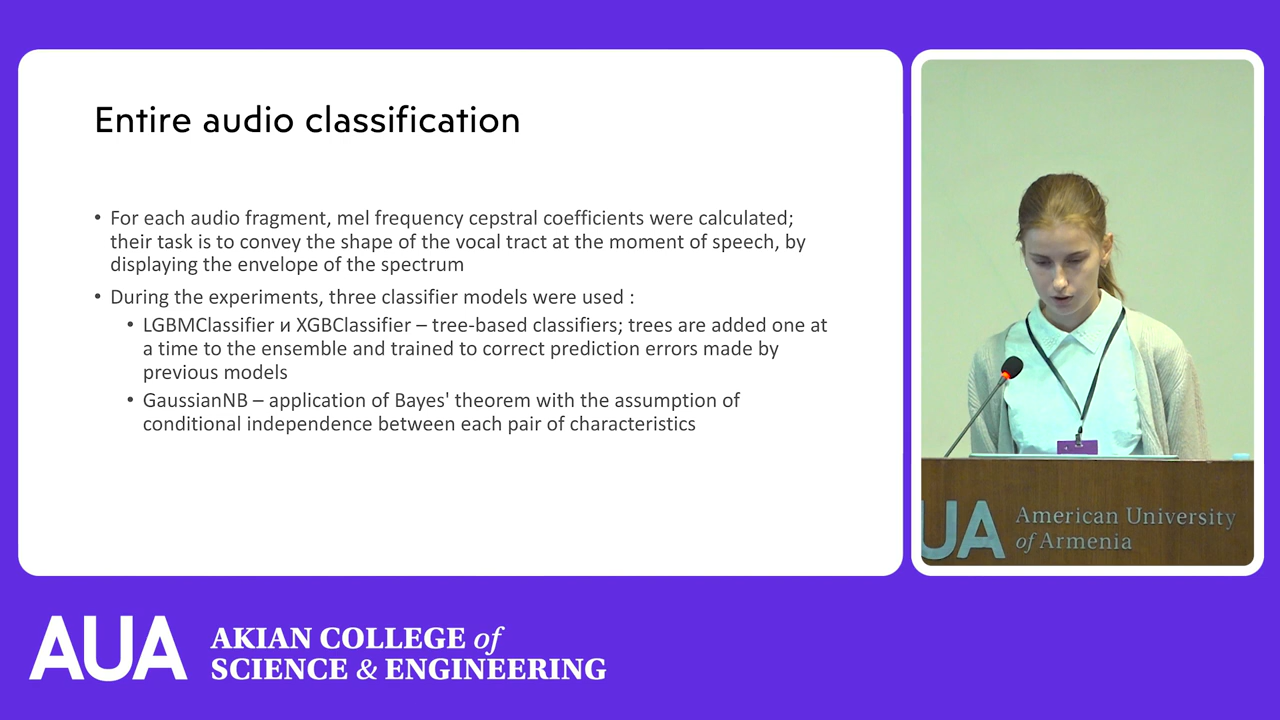 Entire audio classification
• For each audio fragment, mel frequency cepstral coefficients were calculated;
their task is to convey the shape of the vocal tract at the moment of speech, by
displaying the envelope of the spectrum
• During the experiments, three classifier models were used :
• LGBMClassifier и XGBClassifier – tree-based classifiers; trees are added one at
a time to the ensemble and trained to correct prediction errors made by
previous models
• GaussianNB – application of Bayes' theorem with the assumption of
conditional independence between each pair of characteristics
UA American University
of Armenia
AUA AKIAN COLLEGE of
SCIENCE & ENGINEERING